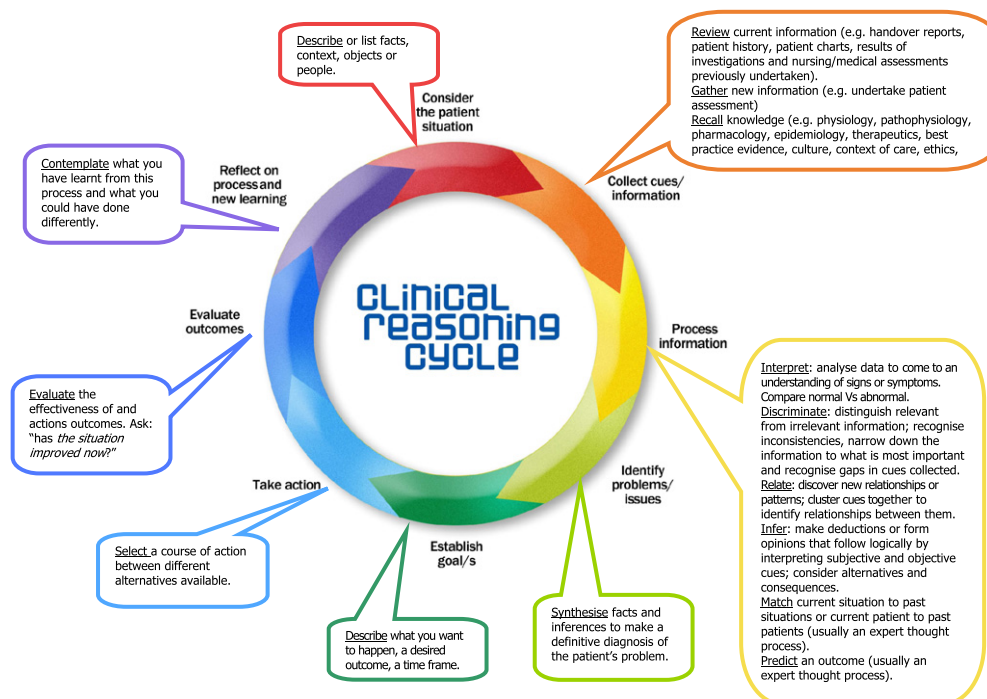 Describe or list facts,
context, objects or
people.
Consider
the patient
situation
Review current information (e.g. handover reports,
patient history, patient charts, results of
investigations and nursing/medical assessments
previously undertaken).
Gather new information (e.g. undertake patient
assessment)
Recall knowledge (e.g. physiology, pathophysiology,
pharmacology, epidemiology, therapeutics, best
practice evidence, culture, context of care, ethics,
Collect cues/
information
Process
information
Interpret: analyse data to come to an
understanding of signs or symptoms.
Compare normal Vs abnormal.
Discriminate: distinguish relevant
from irrelevant information; recognise
inconsistencies, narrow down the
information to what is most important
and recognise gaps in cues collected.
Relate: discover new relationships or
patterns; cluster cues together to
identify relationships between them.
Infer: make deductions or form
opinions that follow logically by
interpreting subjective and objective
cues; consider alternatives and
consequences.
Match current situation to past
situations or current patient to past
patients (usually an expert thought
process).
Predict an outcome (usually an
expert thought process).
Identify
problems/
issues
Synthesise facts and
inferences to make a
definitive diagnosis of
the patient's problem.
Establish
goal/s
Describe what you want
to happen, a desired
outcome, a time frame.
Take action
Select a course of action
between different
alternatives available.
Evaluate
outcomes
Evaluate the
effectiveness of and
actions outcomes. Ask:
“has the situation
improved now?”
Reflect on
process and
new learning
Contemplate what you
have learnt from this
process and what you
could have done
differently.
CLINICAL
REASONING
CYCLE